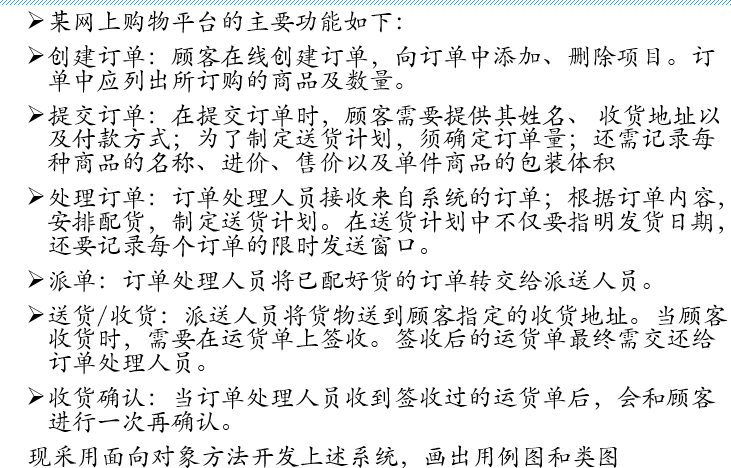 ➢某网上购物平台的主要功能如下：
➢创建订单：顾客在线创建订单，向订单中添加、删除项目。订
单中应列出所订购的商品及数量。
➢提交订单：在提交订单时，顾客需要提供其姓名、 收货地址以
及付款方式；为了制定送货计划，须确定订单量；还需记录每
种商品的名称、进价、售价以及单件商品的包装体积
➢处理订单：订单处理人员接收来自系统的订单；根据订单内容，
安排配货，制定送货计划。在送货计划中不仅要指明发货日期，
还要记录每个订单的限时发送窗口。
➢派单：订单处理人员将已配好货的订单转交给派送人员。
➢送货/收货：派送人员将货物送到顾客指定的收货地址。当顾客
收货时，需要在运货单上签收。签收后的运货单最终需交还给
订单处理人员。
➢收货确认：当订单处理人员收到签收过的运货单后，会和顾客
进行一次再确认。
现采用面向对象方法开发上述系统，画出用例图和类图